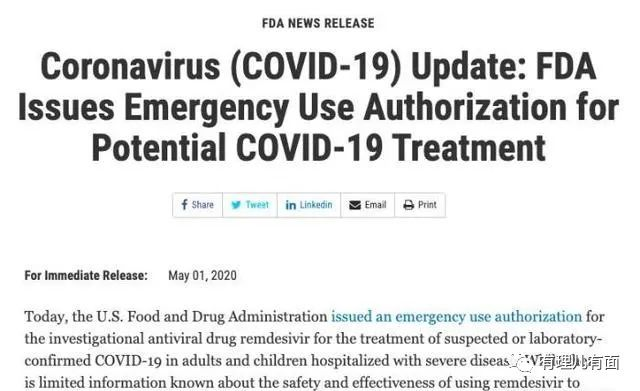 FDA NEWS RELEASE
Coronavirus (COVID-19) Update: FDA
Issues Emergency Use Authorization for
Potential COVID-19 Treatment
Share Tweet Linkedin Email Print
For Immediate Release: May 01, 2020
Today, the U.S. Food and Drug Administration issued an emergency use authorization for
the investigational antiviral drug remdesivir for the treatment of suspected or laboratory-
confirmed COVID-19 in adults and children hospitalized with severe disease.
有理儿有面
is limited information known about the safety and effectiveness of using remdesivir to